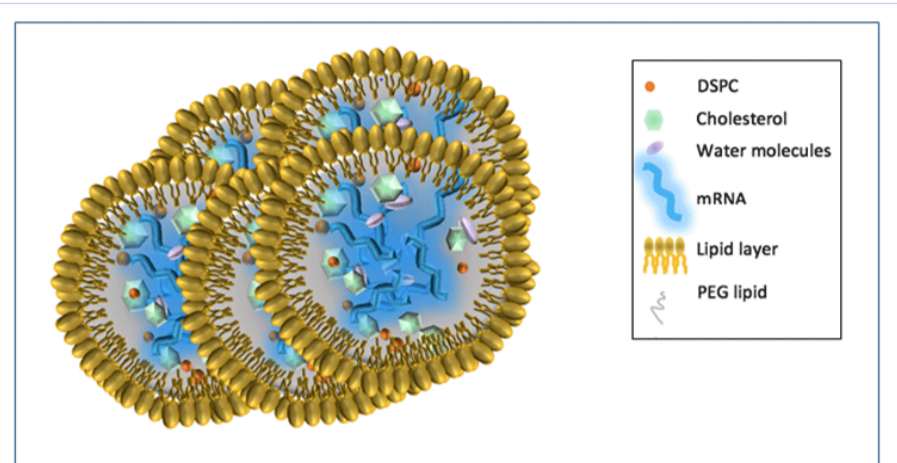 DSPC
Cholesterol
Water molecules
mRNA
Lipid layer
PEG lipid